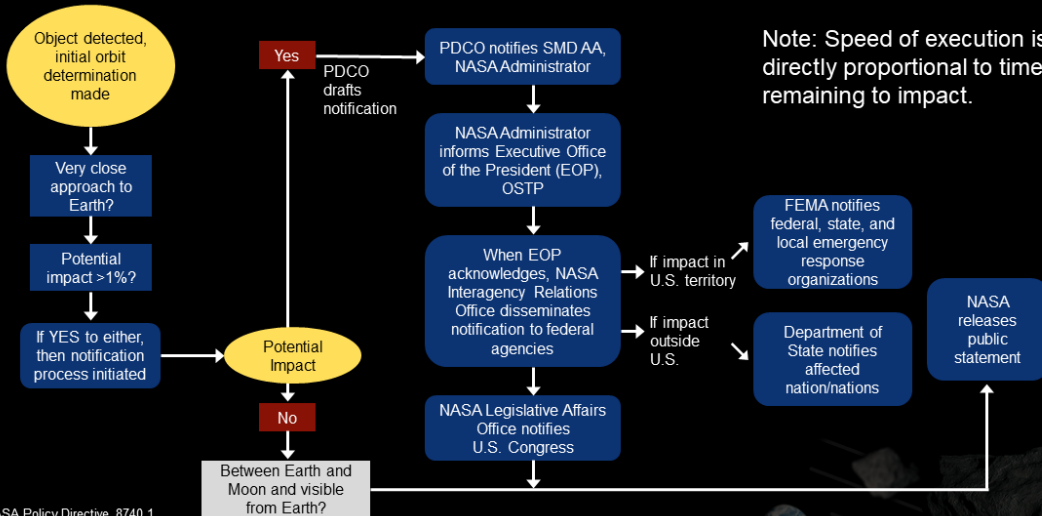 Object detected,
initial orbit
determination
made
Very close
approach to
Earth?
Potential
impact >1%?
If YES to either,
then notification
process initiated
Potential
Impact
Yes
PDCO
drafts
notification
No
Between Earth and
Moon and visible
from Earth?
PDCO notifies SMD AA,
NASA Administrator
NASA Administrator
informs Executive Office
of the President (EOP),
OSTP
When EOP
acknowledges, NASA
Interagency Relations
Office disseminates
notification to federal
agencies
NASA Legislative Affairs
Office notifies
U.S. Congress
If impact in
U.S. territory
If impact
outside
U.S.
FEMA notifies
federal, state, and
local emergency
response
organizations
Department of
State notifies
affected
nation/nations
NASA
releases
public
statement
Note: Speed of execution is
directly proportional to time
remaining to impact.
Policy Directive 8740.1